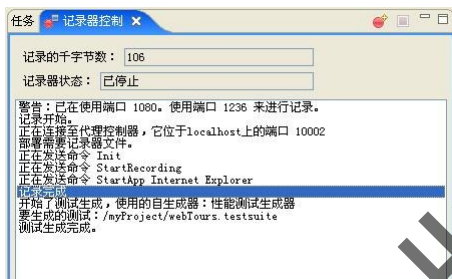 任务 记录器控制
记录的千字节数： 106
记录器状态： 已停止
警告：已在使用端口 1080。使用端口 1236 来进行记录。
记录开始。
正在连接至代理控制器，它位于localhost上的端口 10002
部署需要记录器文件。
正在发送命令 Init
正在发送命令 StartRecording
正在发送命令 StartApp Internet Explorer
记录完成
开始了测试生成，使用的自生成器：性能测试生成器
要生成的测试：/myProject/webTours.testsuite
测试生成完成。